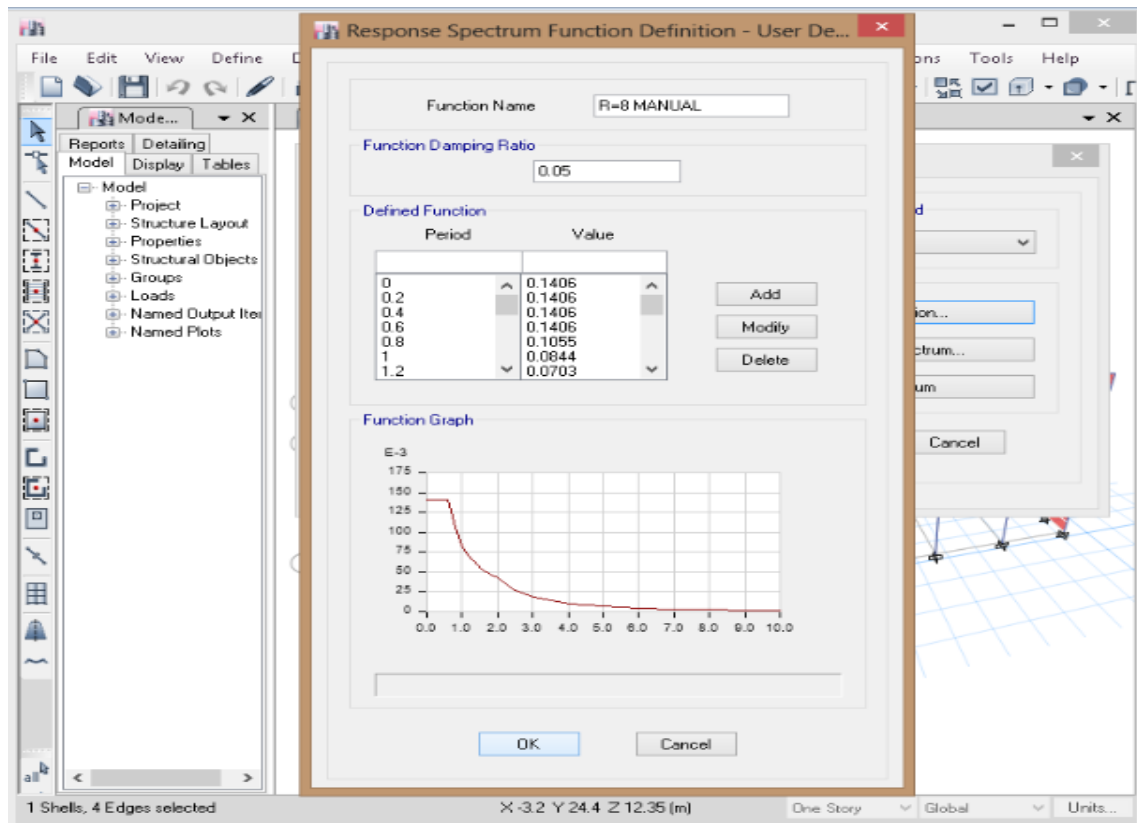 Response Spectrum Function Definition - User De...
File Edit View Define
ons Tools Help
Mode...
Reports Detailing
Model Display Tables
Model
Project
Structure Layout
Properties
Structural Objects
Groups
Loads
Named Output Iter
Named Plots
all
Function Name R=8 MANUAL
Function Damping Ratio
0.05
Defined Function
Period Value
0 0.1406
0.2 0.1406
0.4 0.1406
0.6 0.1406
0.8 0.1055
1 0.0844
1.2 0.0703
Add
Modify
Delete
Function Graph
E-3
175
150
125
100
75
50
25
0
0.0 1.0 2.0 3.0 4.0 5.0 6.0 7.0 8.0 9.0 10.0
OK Cancel
d
ion...
ctrum...
um
Cancel
1 Shells, 4 Edges selected X -3.2 Y 24.4 Z 12.35 (m) One Story Global Units...